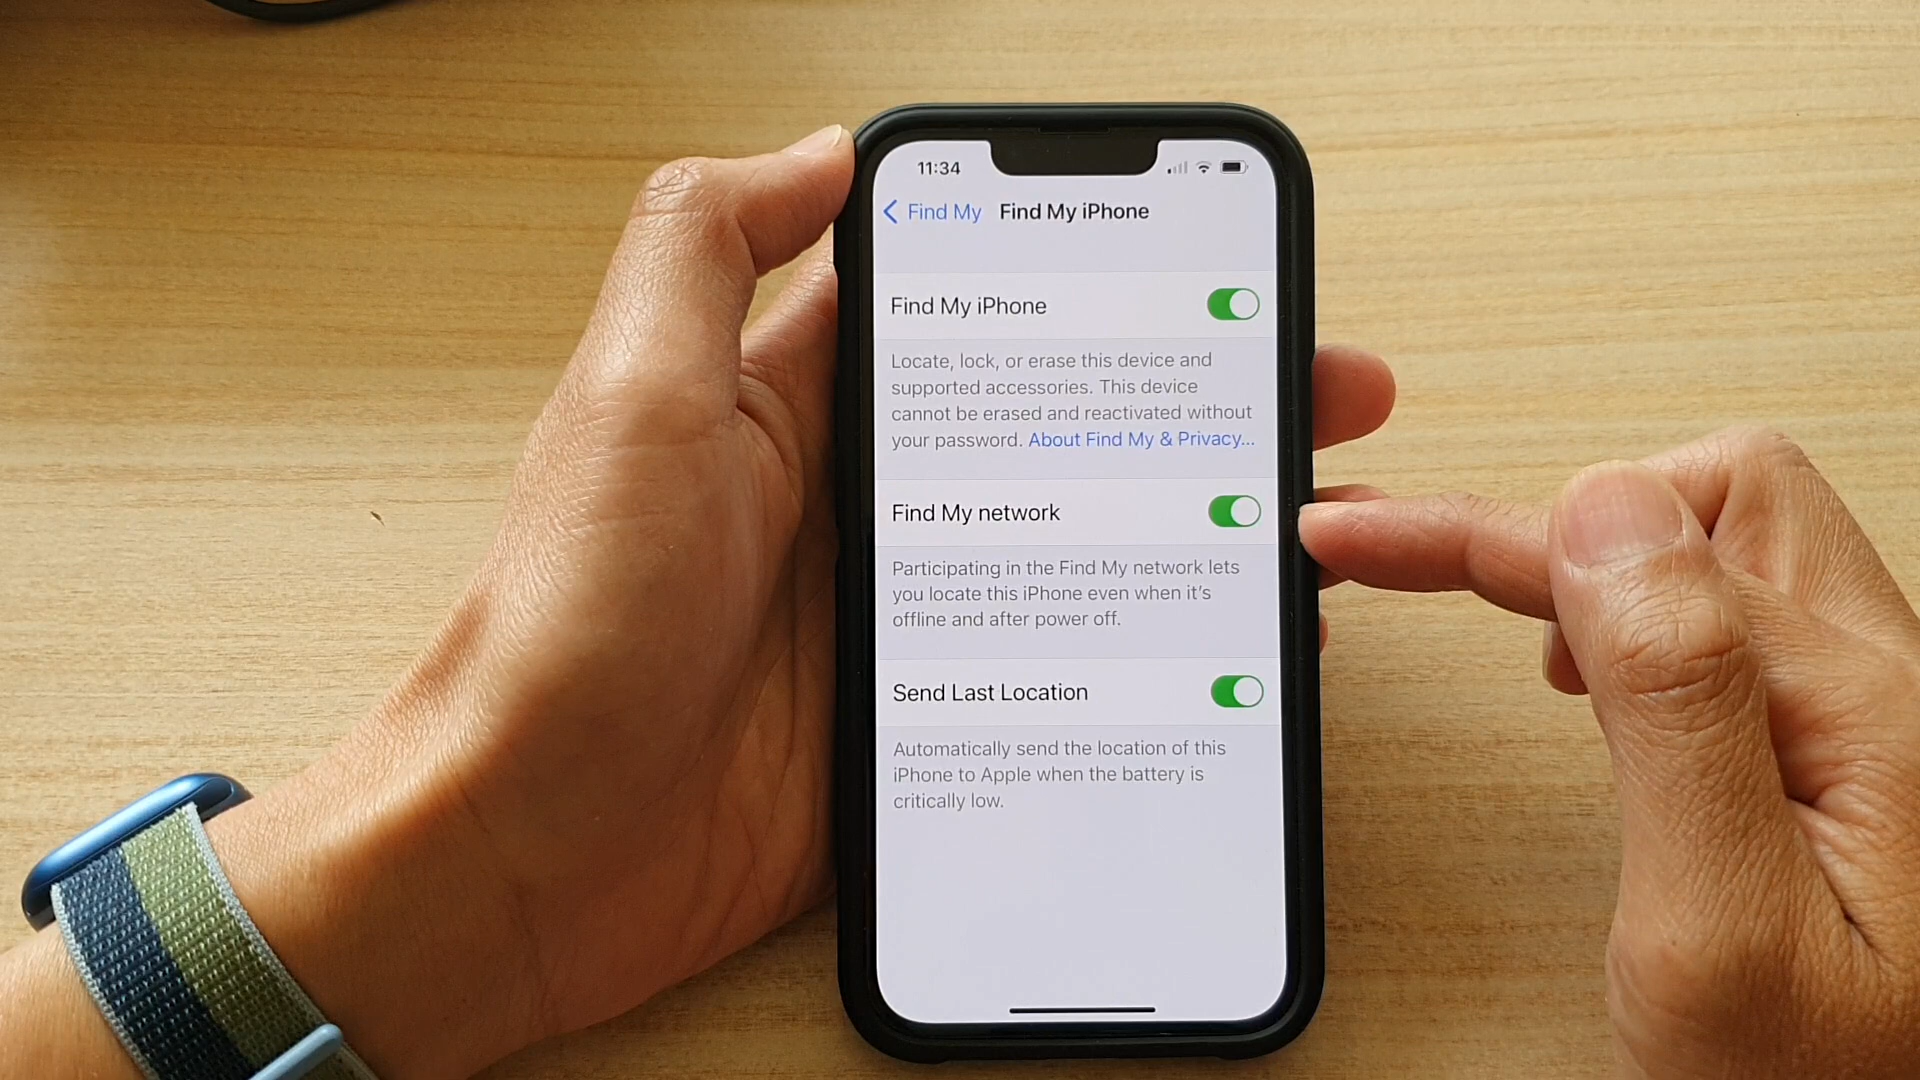 11:34
Find My Find My iPhone
Find My iPhone
Locate, lock, or erase this device and
supported accessories. This device
cannot be erased and reactivated without
your password. About Find My & Privacy...
Find My network
Participating in the Find My network lets
you locate this iPhone even when it's
offline and after power off.
Send Last Location
Automatically send the location of this
iPhone to Apple when the battery is
critically low.